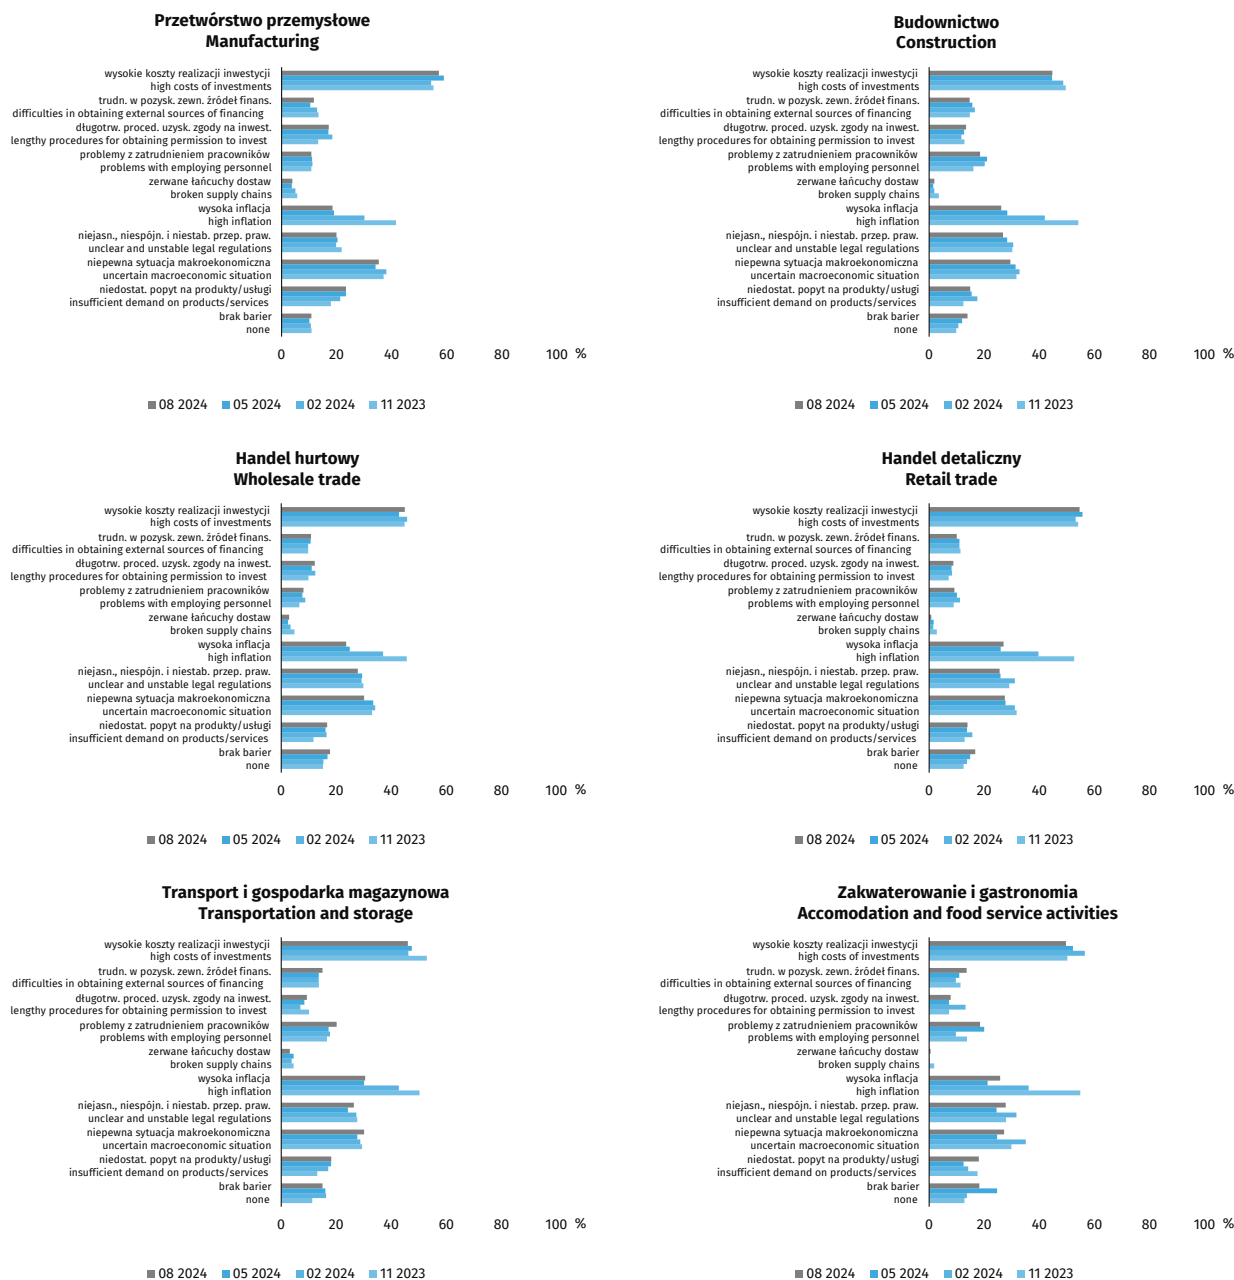 Przetwórstwo przemysłowe
Manufacturing
wysokie koszty realizacji inwestycji
high costs of investments
trudn. w pozysk. zewn. źródeł finans.
difficulties in obtaining external sources of financing
długotrw. proced. uzysk. zgody na inwest.
lengthy procedures for obtaining permission to invest
problemy z zatrudnieniem pracowników
problems with employing personnel
zerwane łańcuchy dostaw
broken supply chains
wysoka inflacja
high inflation
niejasn., niespójn. i niestab. przep. praw.
unclear and unstable legal regulations
niepewna sytuacja makroekonomiczna
uncertain macroeconomic situation
niedostat. popyt na produkty/usługi
insufficient demand on products/services
brak barier
none
0 20 40 60 80 100 %
08 2024 05 2024 02 2024 11 2023
Budownictwo
Construction
wysokie koszty realizacji inwestycji
high costs of investments
trudn. w pozysk. zewn. źródeł finans.
difficulties in obtaining external sources of financing
długotrw. proced. uzysk. zgody na inwest.
lengthy procedures for obtaining permission to invest
problemy z zatrudnieniem pracowników
problems with employing personnel
zerwane łańcuchy dostaw
broken supply chains
wysoka inflacja
high inflation
niejasn., niespójn. i niestab. przep. praw.
unclear and unstable legal regulations
niepewna sytuacja makroekonomiczna
uncertain macroeconomic situation
niedostat. popyt na produkty/usługi
insufficient demand on products/services
brak barier
none
0 20 40 60 80 100 %
08 2024 05 2024 02 2024 11 2023
Handel hurtowy
Wholesale trade
wysokie koszty realizacji inwestycji
high costs of investments
trudn. w pozysk. zewn. źródeł finans.
difficulties in obtaining external sources of financing
długotrw. proced. uzysk. zgody na inwest.
lengthy procedures for obtaining permission to invest
problemy z zatrudnieniem pracowników
problems with employing personnel
zerwane łańcuchy dostaw
broken supply chains
wysoka inflacja
high inflation
niejasn., niespójn. i niestab. przep. praw.
unclear and unstable legal regulations
niepewna sytuacja makroekonomiczna
uncertain macroeconomic situation
niedostat. popyt na produkty/usługi
insufficient demand on products/services
brak barier
none
0 20 40 60 80 100 %
08 2024 05 2024 02 2024 11 2023
Handel detaliczny
Retail trade
wysokie koszty realizacji inwestycji
high costs of investments
trudn. w pozysk. zewn. źródeł finans.
difficulties in obtaining external sources of financing
długotrw. proced. uzysk. zgody na inwest.
lengthy procedures for obtaining permission to invest
problemy z zatrudnieniem pracowników
problems with employing personnel
zerwane łańcuchy dostaw
broken supply chains
wysoka inflacja
high inflation
niejasn., niespójn. i niestab. przep. praw.
unclear and unstable legal regulations
niepewna sytuacja makroekonomiczna
uncertain macroeconomic situation
niedostat. popyt na produkty/usługi
insufficient demand on products/services
brak barier
none
0 20 40 60 80 100 %
08 2024 05 2024 02 2024 11 2023
Transport i gospodarka magazynowa
Transportation and storage
wysokie koszty realizacji inwestycji
high costs of investments
trudn. w pozysk. zewn. źródeł finans.
difficulties in obtaining external sources of financing
długotrw. proced. uzysk. zgody na inwest.
lengthy procedures for obtaining permission to invest
problemy z zatrudnieniem pracowników
problems with employing personnel
zerwane łańcuchy dostaw
broken supply chains
wysoka inflacja
high inflation
niejasn., niespójn. i niestab. przep. praw.
unclear and unstable legal regulations
niepewna sytuacja makroekonomiczna
uncertain macroeconomic situation
niedostat. popyt na produkty/usługi
insufficient demand on products/services
brak barier
none
0 20 40 60 80 100 %
08 2024 05 2024 02 2024 11 2023
Zakwaterowanie i gastronomia
Accomodation and food service activities
wysokie koszty realizacji inwestycji
high costs of investments
trudn. w pozysk. zewn. źródeł finans.
difficulties in obtaining external sources of financing
długotrw. proced. uzysk. zgody na inwest.
lengthy procedures for obtaining permission to invest
problemy z zatrudnieniem pracowników
problems with employing personnel
zerwane łańcuchy dostaw
broken supply chains
wysoka inflacja
high inflation
niejasn., niespójn. i niestab. przep. praw.
unclear and unstable legal regulations
niepewna sytuacja makroekonomiczna
uncertain macroeconomic situation
niedostat. popyt na produkty/usługi
insufficient demand on products/services
brak barier
none
0 20 40 60 80 100 %
08 2024 05 2024 02 2024 11 2023